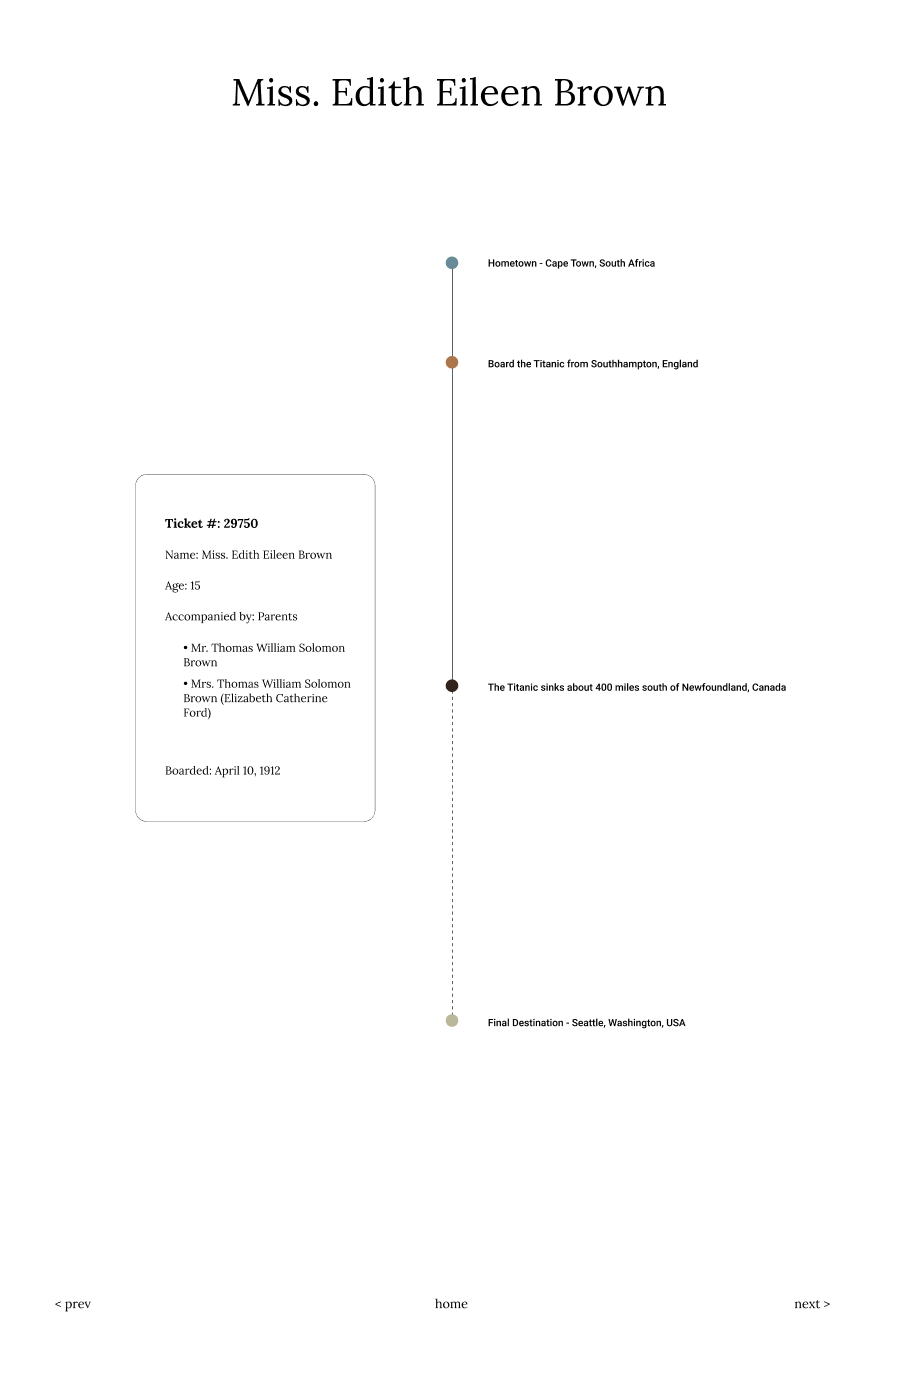 Miss. Edith Eileen Brown
Hometown - Cape Town, South Africa
Board the Titanic from Southhampton, England
Ticket #: 29750
Name: Miss. Edith Eileen Brown
Age: 15
Accompanied by: Parents
• Mr. Thomas William Solomon
Brown
• Mrs. Thomas William Solomon
Brown (Elizabeth Catherine
Ford)
Boarded: April 10, 1912
The Titanic sinks about 400 miles south of Newfoundland, Canada
Final Destination - Seattle, Washington, USA
< prev
home
next >